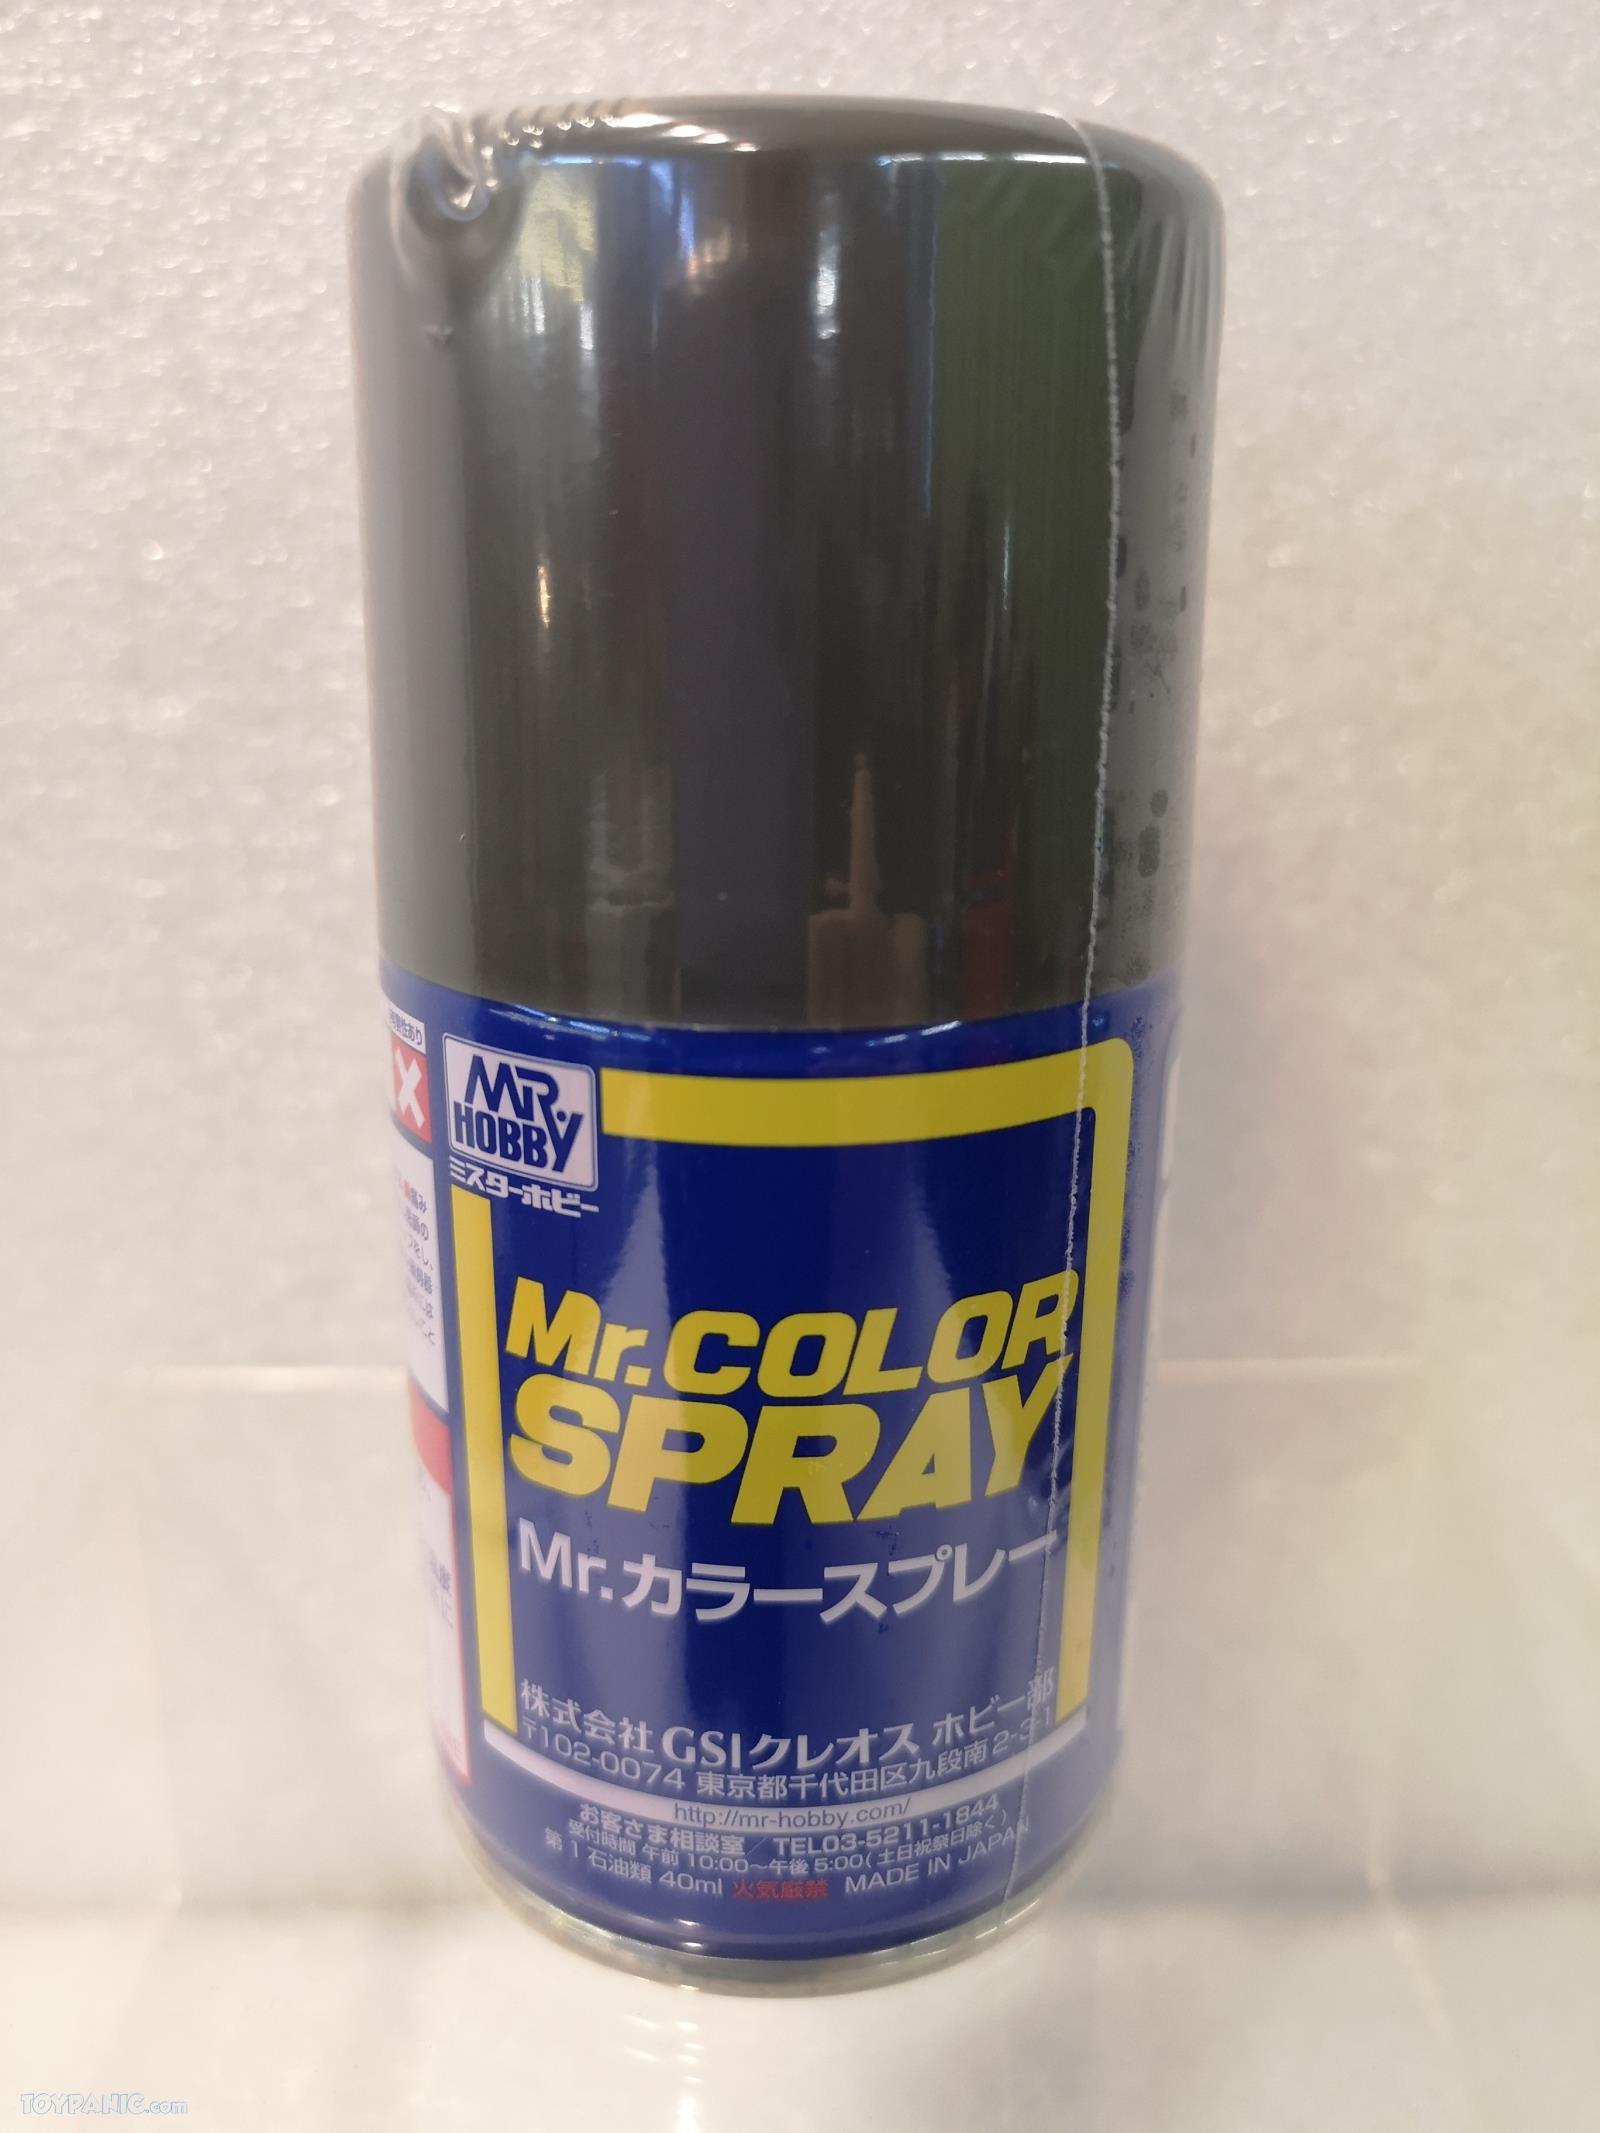 MR.
HOBBY
ミスターホビー
Mr.COLOR
SPRAY
Mr.カラースプレー
株式会社 GSIクレオス ホビー部
〒102-0074 東京都千代田区九段南2-3-1
http://mr-hobby.com/
お客さま相談室 TEL03-5211-1844
受付時間 午前10:00～午後5:00(土日祝祭日除く)
第1石油類 40ml 火気厳禁 MADE IN JAPAN
TOYPANIC.com